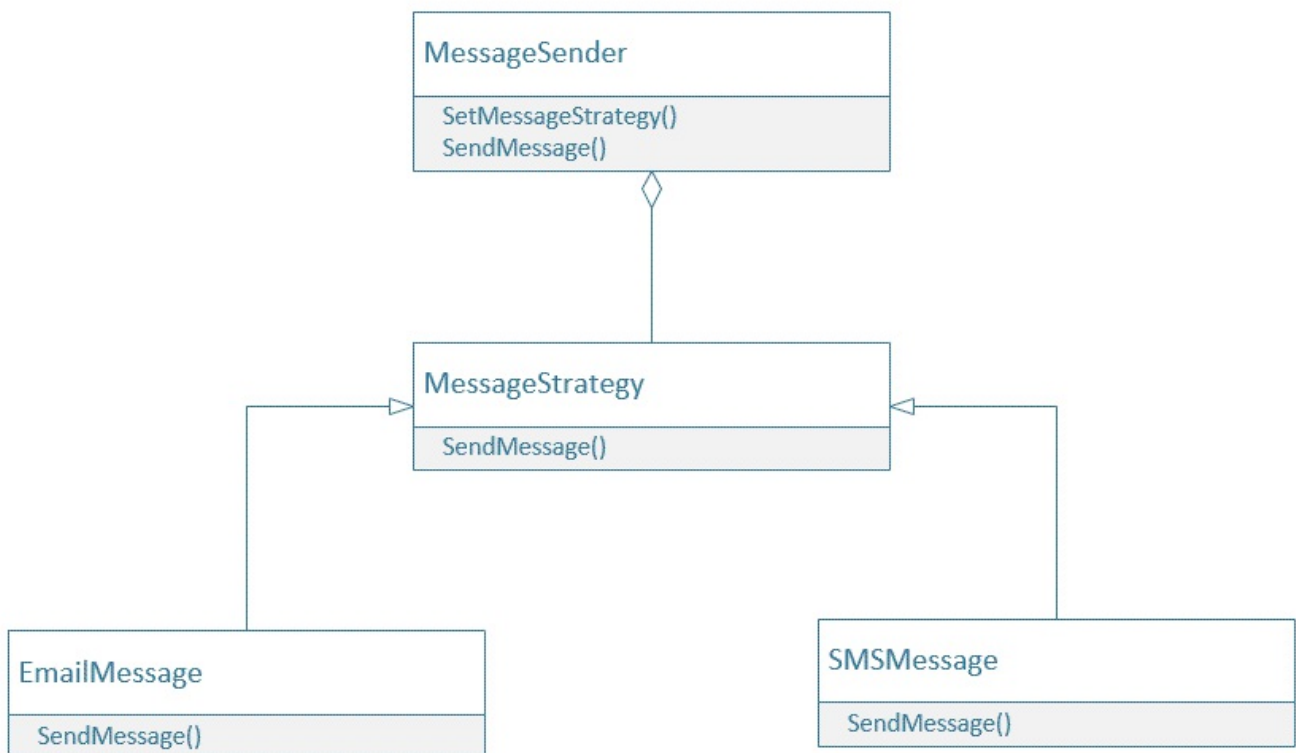 MessageSender
SetMessageStrategy()
SendMessage()
MessageStrategy
SendMessage()
EmailMessage
SendMessage()
SMSMessage
SendMessage()